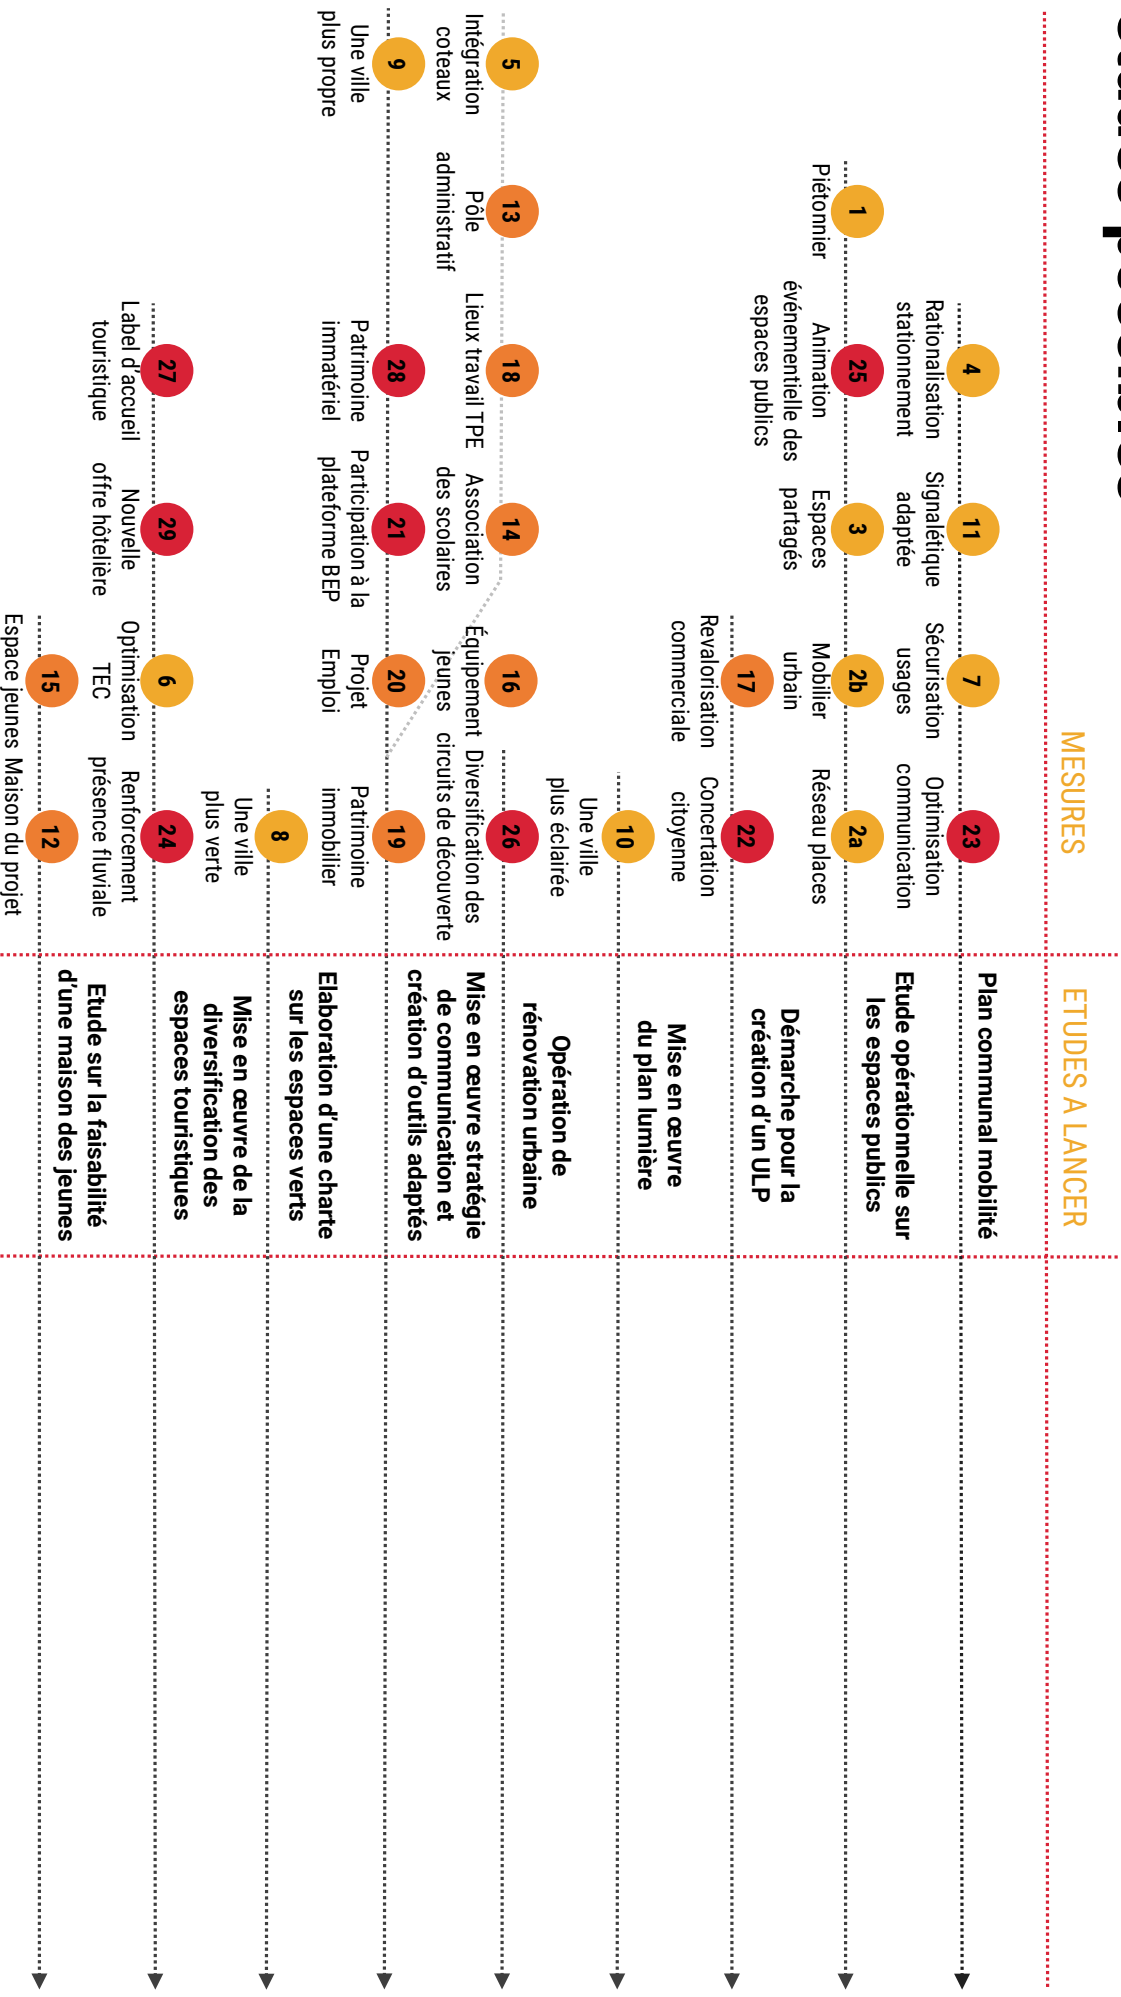 MESURES
ETUDES A LANCER
4
11
7
23
Rationalisation
stationnement
Signalétique
adaptée
Sécurisation
usages
Optimisation
communication
Plan communal mobilité
1
25
3
2b
2a
Piétonnier
Animation
événementielle des
espaces publics
Espaces
partagés
Mobilier
urbain
Réseau places
Etude opérationnelle sur
les espaces publics
17
22
Revalorisation
commerciale
Concertation
citoyenne
Démarche pour la
création d'un ULP
10
Une ville
plus éclairée
Mise en œuvre
du plan lumière
5
13
18
14
16
26
Intégration
coteaux
Pôle
administratif
Lieux travail TPE
Association
des scolaires
Équipement
jeunes
Diversification des
circuits de découverte
Opération de
rénovation urbaine
9
28
21
20
19
Une ville
plus propre
Patrimoine
immatériel
Participation à la
plateforme BEP
Projet
Emploi
Patrimoine
immobilier
Mise en œuvre stratégie
de communication et
création d'outils adaptés
8
Une ville
plus verte
Elaboration d'une charte
sur les espaces verts
27
29
6
24
Label d'accueil
touristique
Nouvelle
offre hôtelière
Optimisation
TEC
Renforcement
présence fluviale
Mise en œuvre de la
diversification des
espaces touristiques
15
12
Espace jeunes
Maison du projet
Etude sur la faisabilité
d'une maison des jeunes